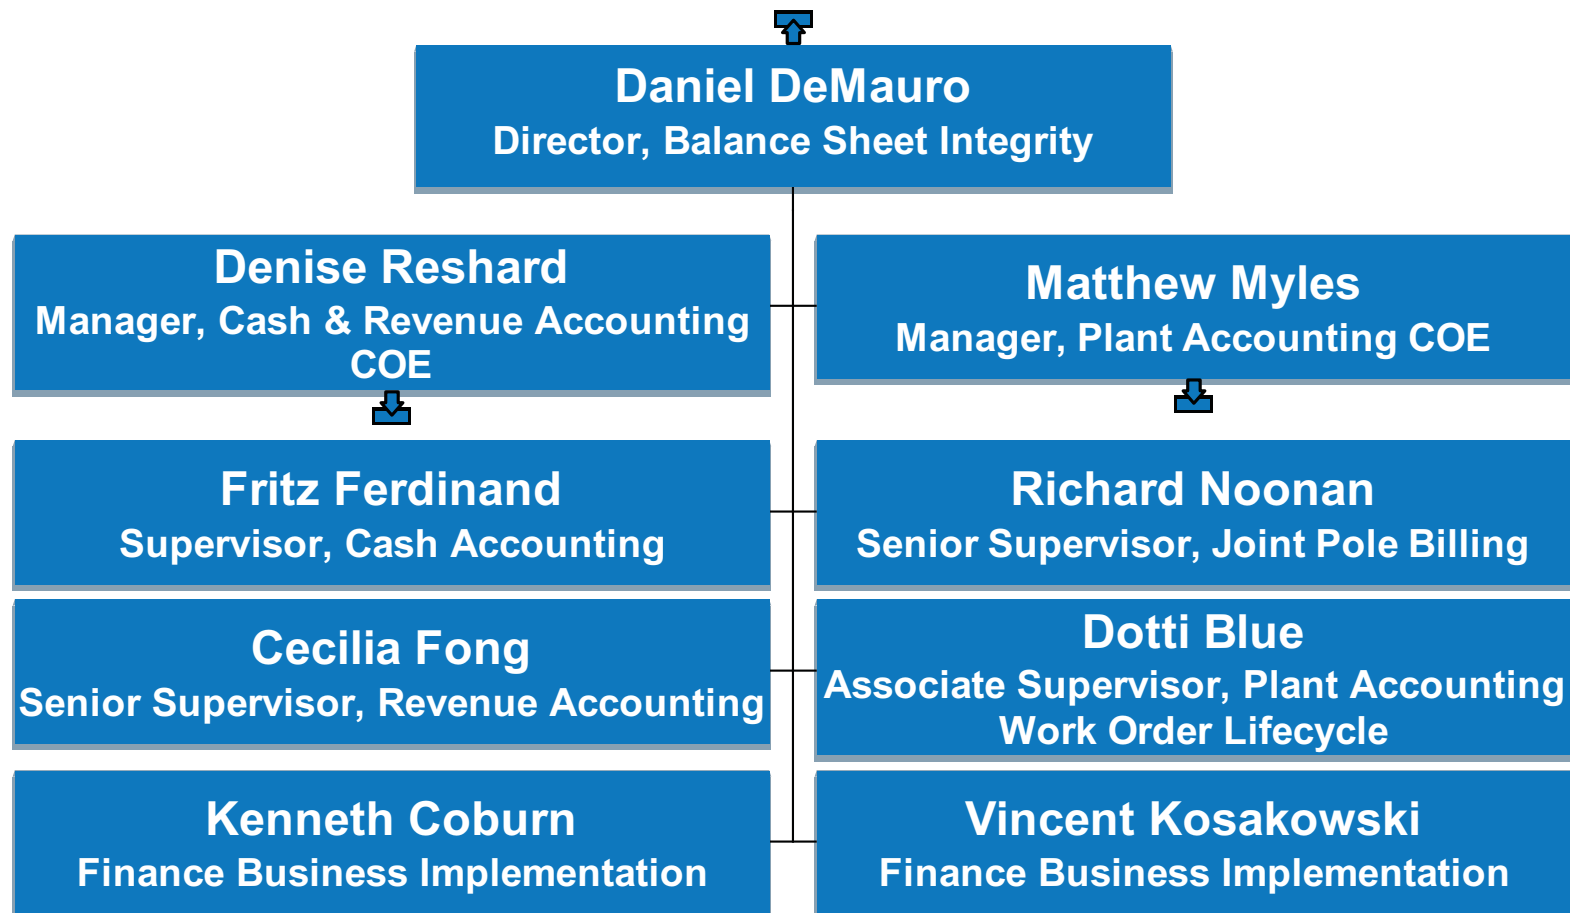 Daniel DeMauro
Director, Balance Sheet Integrity
Denise Reshard
Manager, Cash & Revenue Accounting
COE
Matthew Myles
Manager, Plant Accounting COE
Fritz Ferdinand
Supervisor, Cash Accounting
Richard Noonan
Senior Supervisor, Joint Pole Billing
Cecilia Fong
Senior Supervisor, Revenue Accounting
Dotti Blue
Associate Supervisor, Plant Accounting
Work Order Lifecycle
Kenneth Coburn
Finance Business Implementation
Vincent Kosakowski
Finance Business Implementation